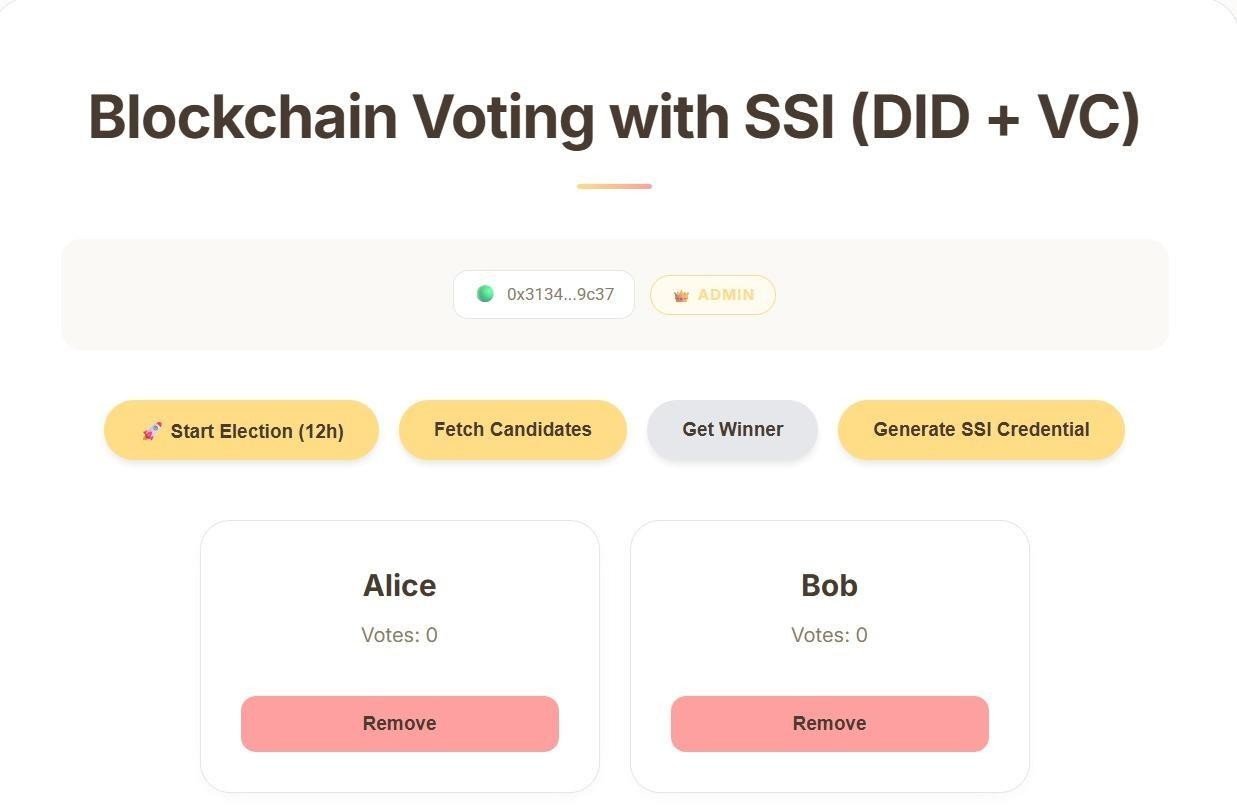 Blockchain Voting with SSI (DID + VC)
0x3134...9c37
ADMIN
Start Election (12h)
Fetch Candidates
Get Winner
Generate SSI Credential
Alice
Votes: 0
Remove
Bob
Votes: 0
Remove